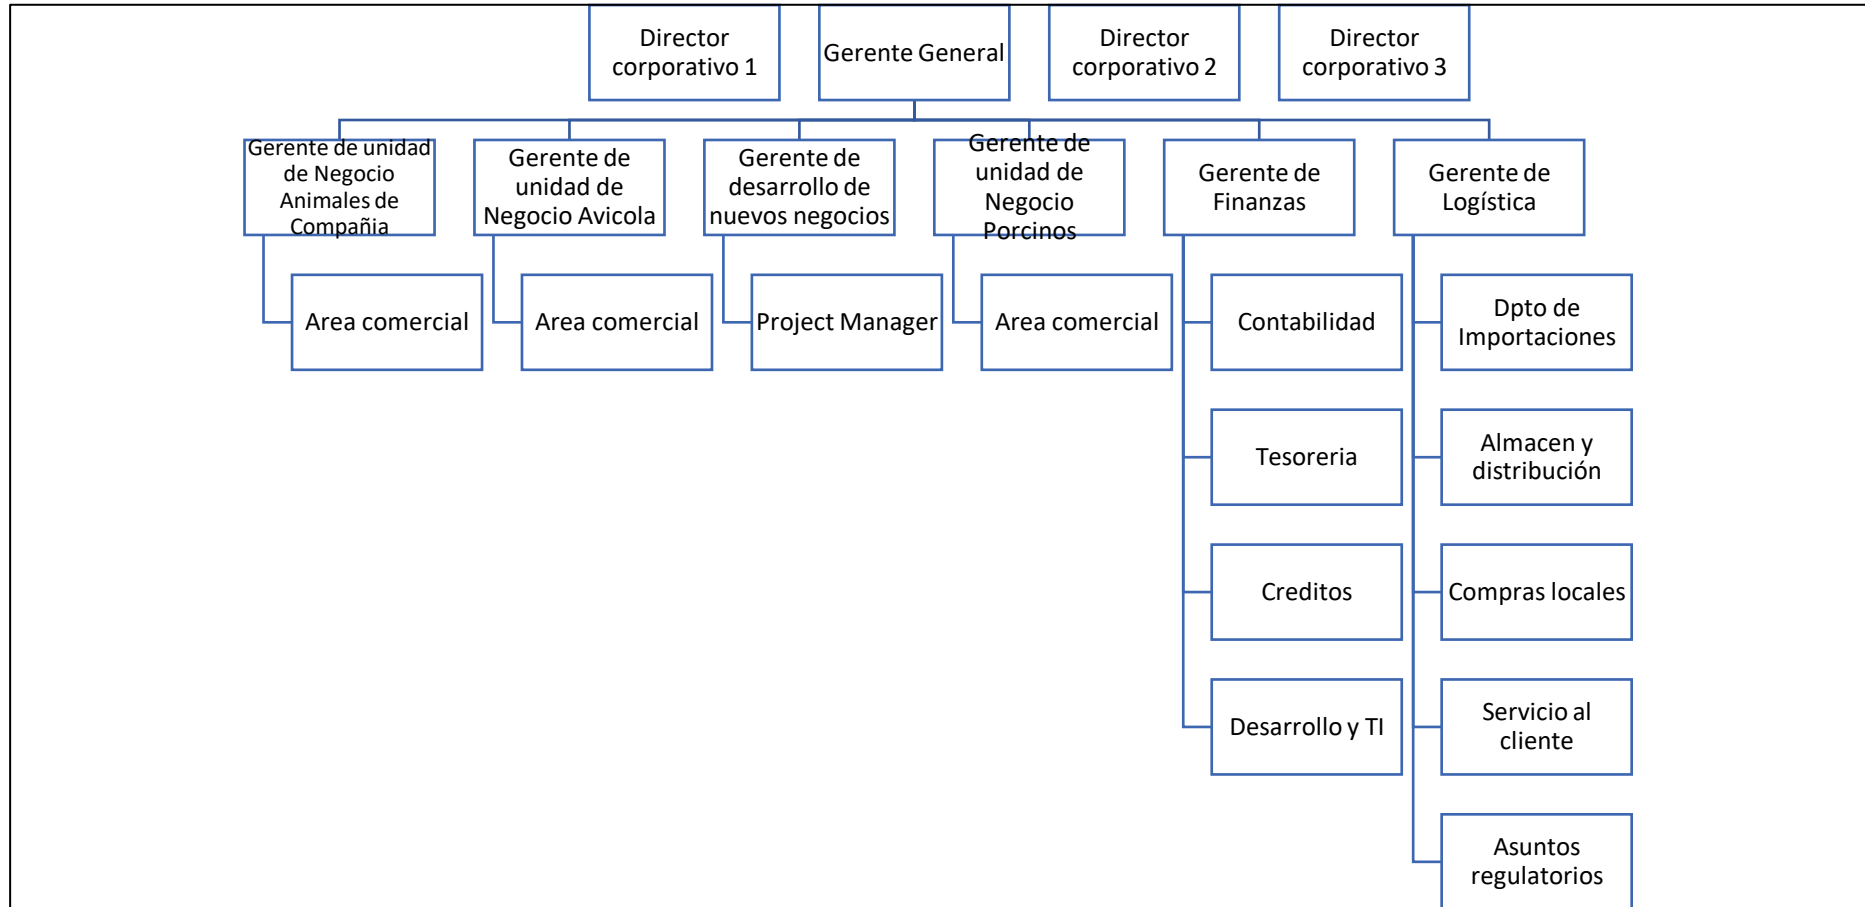 Director
corporativo 1
Gerente General
Director
corporativo 2
Director
corporativo 3
Gerente de unidad
de Negocio
Animales de
Compañia
Gerente de
unidad de
Negocio Avicola
Gerente de
desarrollo de
nuevos negocios
Gerente de
unidad de
Negocio
Porcinos
Gerente de
Finanzas
Gerente de
Logística
Area comercial
Area comercial
Project Manager
Area comercial
Contabilidad
Dpto de
Importaciones
Tesoreria
Almacen y
distribución
Creditos
Compras locales
Desarrollo y TI
Servicio al
cliente
Asuntos
regulatorios